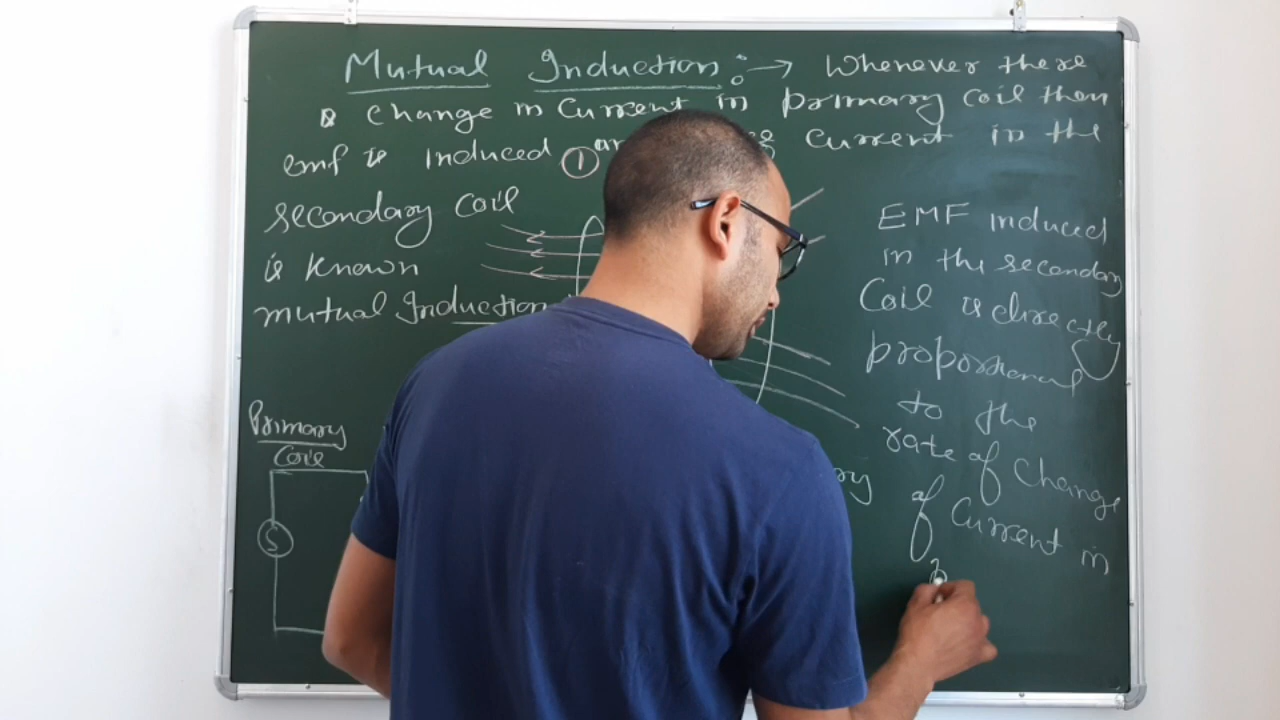 Mutual Induction :→ Whenever there
is change in Current in primary coil then
emf is induced ① current in the
secondary coil
is known
mutual Induction
EMF induced
in the secondary
Coil is directly
proportional
to the
rate of Change
of Current in
p
Primary
Coil
S
ry